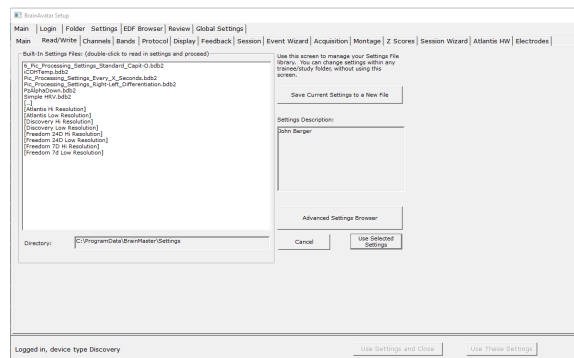 BrainAvatar Setup
Main Login Folder Settings EDF Browser Review Global Settings
Main Read/Write Channels Bands Protocol Display Feedback Session Event Wizard Acquisition Montage Z Scores Session Wizard Atlantis HW Electrodes
Built-In Settings Files: (double-click to read in settings and proceed)
6_Pic_Processing_Settings_Standard_Capit-O.bdb2
iCOHTemp.bdb2
Pic_Processing_Settings_Every_X_Seconds.bdb2
Pic_Processing_Settings_Right-Left_Differentiation.bdb2
PzAlphaDown.bdb2
Simple HRV.bdb2
[..]
[Atlantis Hi Resolution]
[Atlantis Low Resolution]
[Discovery Hi Resolution]
[Discovery Low Resolution]
[Freedom 24D Hi Resolution]
[Freedom 24D Low Resolution]
[Freedom 7D Hi Resolution]
[Freedom 7d Low Resolution]
Directory: C:\ProgramData\BrainMaster\Settings
Use this screen to manage your Settings File
library. You can change settings within any
trainee/study folder, without using this
screen.
Save Current Settings to a New File
Settings Description:
John Berger
Advanced Settings Browser
Cancel
Use Selected
Settings
Logged in, device type Discovery
Use Settings and Close
Use These Settings